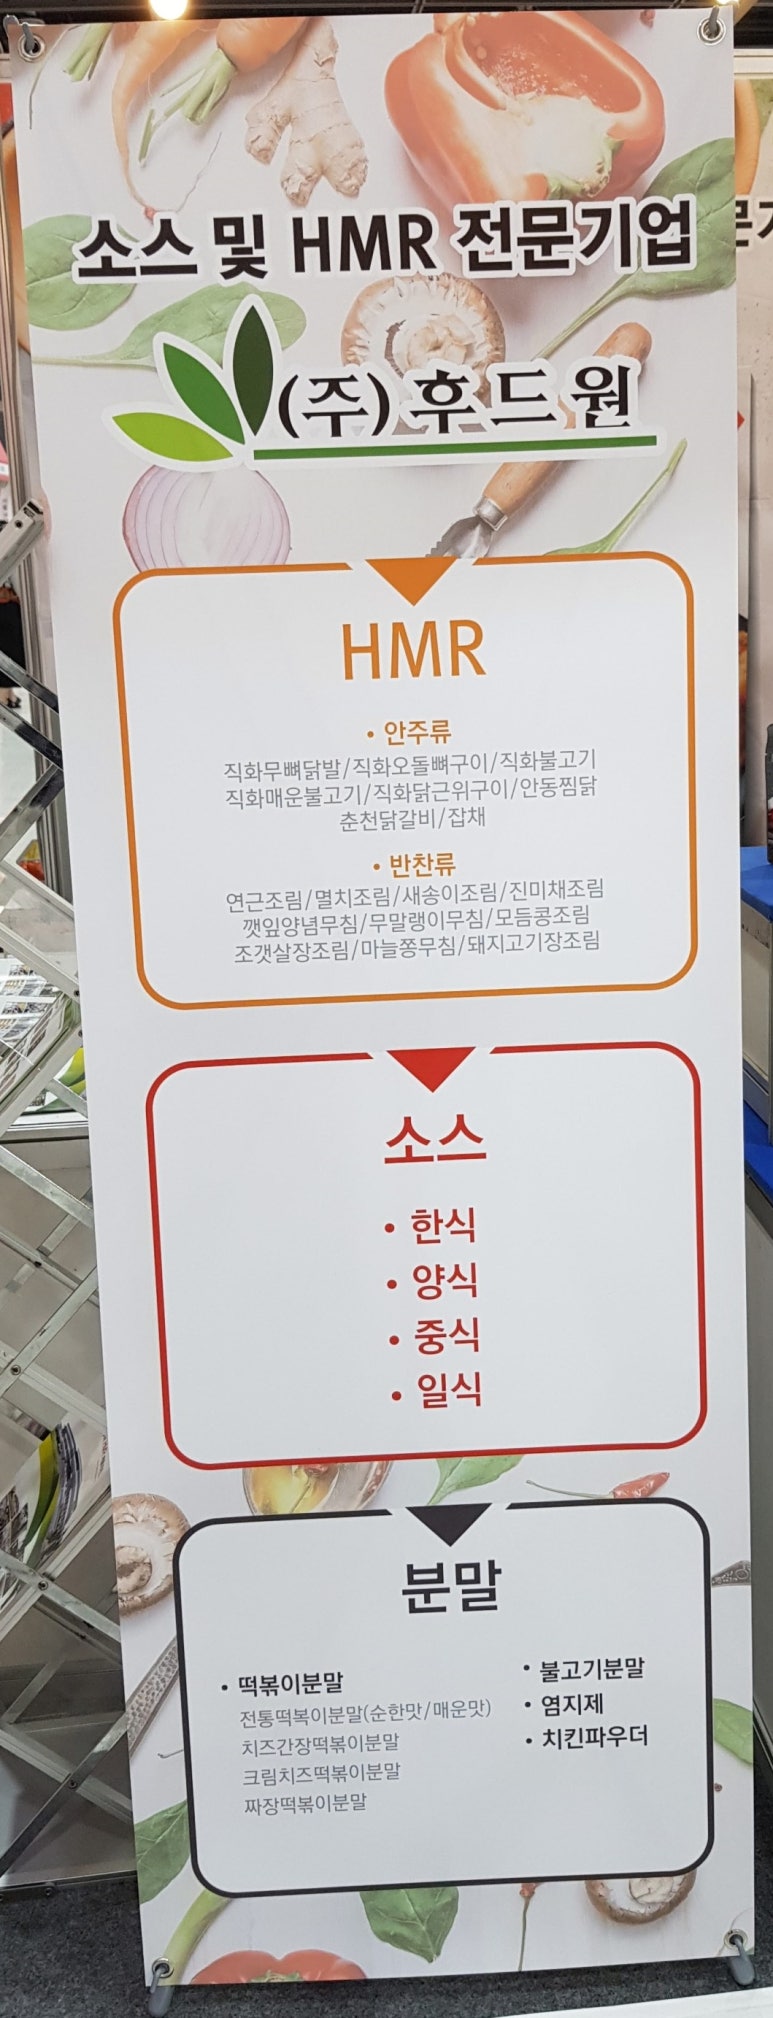 소스 및 HMR 전문기업
(주)후드원
HMR
• 안주류
직화무뼈닭발/직화오돌뼈구이/직화불고기
직화매운불고기/직화닭근위구이/안동찜닭
춘천닭갈비/잡채
• 반찬류
연근조림/멸치조림/새송이조림/진미채조림
깻잎양념무침/무말랭이무침/모듬콩조림
조갯살장조림/마늘쫑무침/돼지고기장조림
소스
• 한식
• 양식
• 중식
• 일식
분말
• 떡볶이분말
전통떡복이분말(순한맛/매운맛)
치즈간장떡볶이분말
크림치즈떡볶이분말
짜장떡볶이분말
• 불고기분말
• 염지제
• 치킨파우더